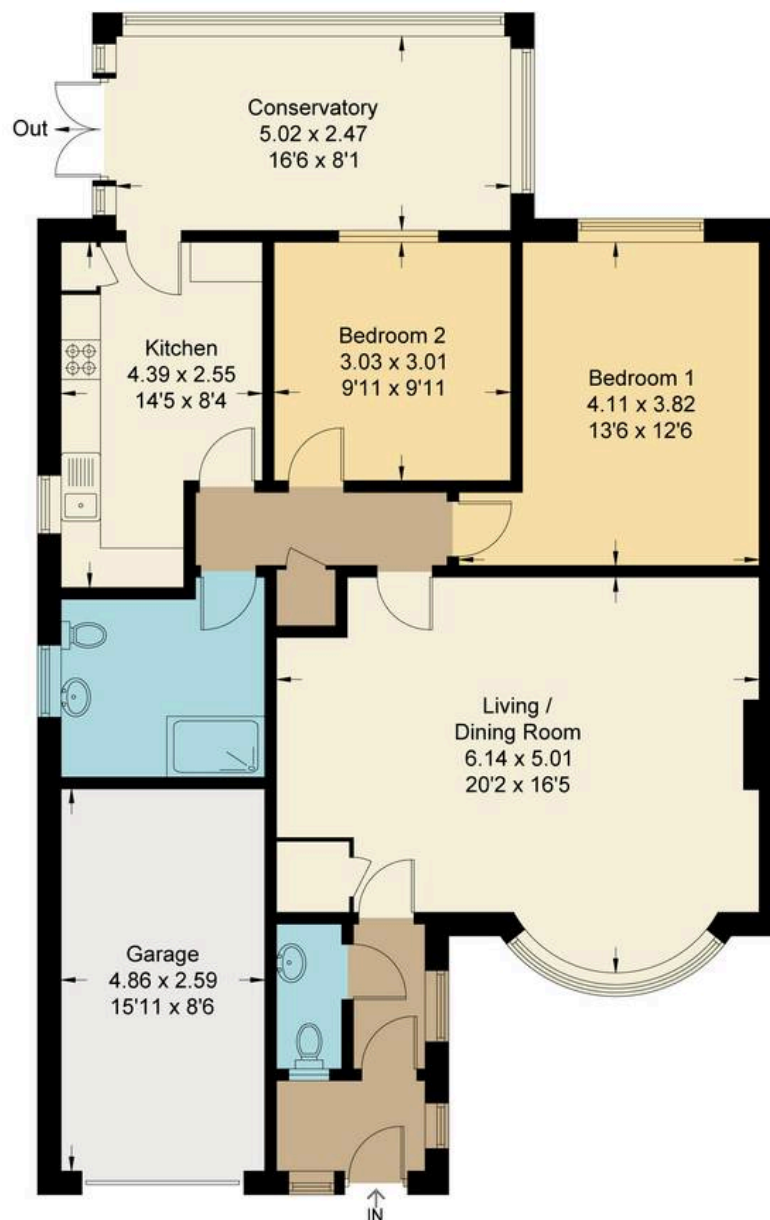 Conservatory
5.02 x 2.47
16'6 x 8'1
Out
Kitchen
4.39 x 2.55
14'5 x 8'4
Bedroom 2
3.03 x 3.01
9'11 x 9'11
Bedroom 1
4.11 x 3.82
13'6 x 12'6
Living /
Dining Room
6.14 x 5.01
20'2 x 16'5
Garage
4.86 x 2.59
15'11 x 8'6
IN